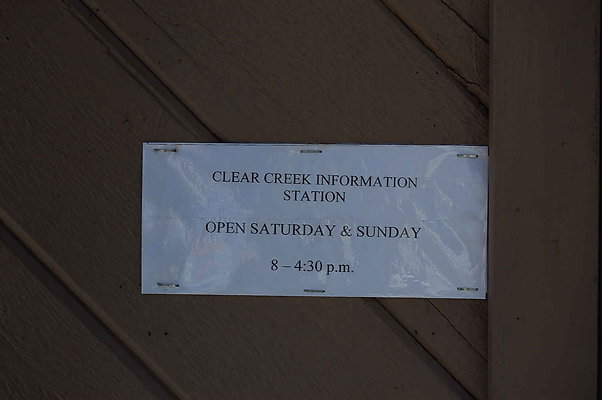 CLEAR CREEK INFORMATION
STATION
OPEN SATURDAY & SUNDAY
8 – 4:30 p.m.